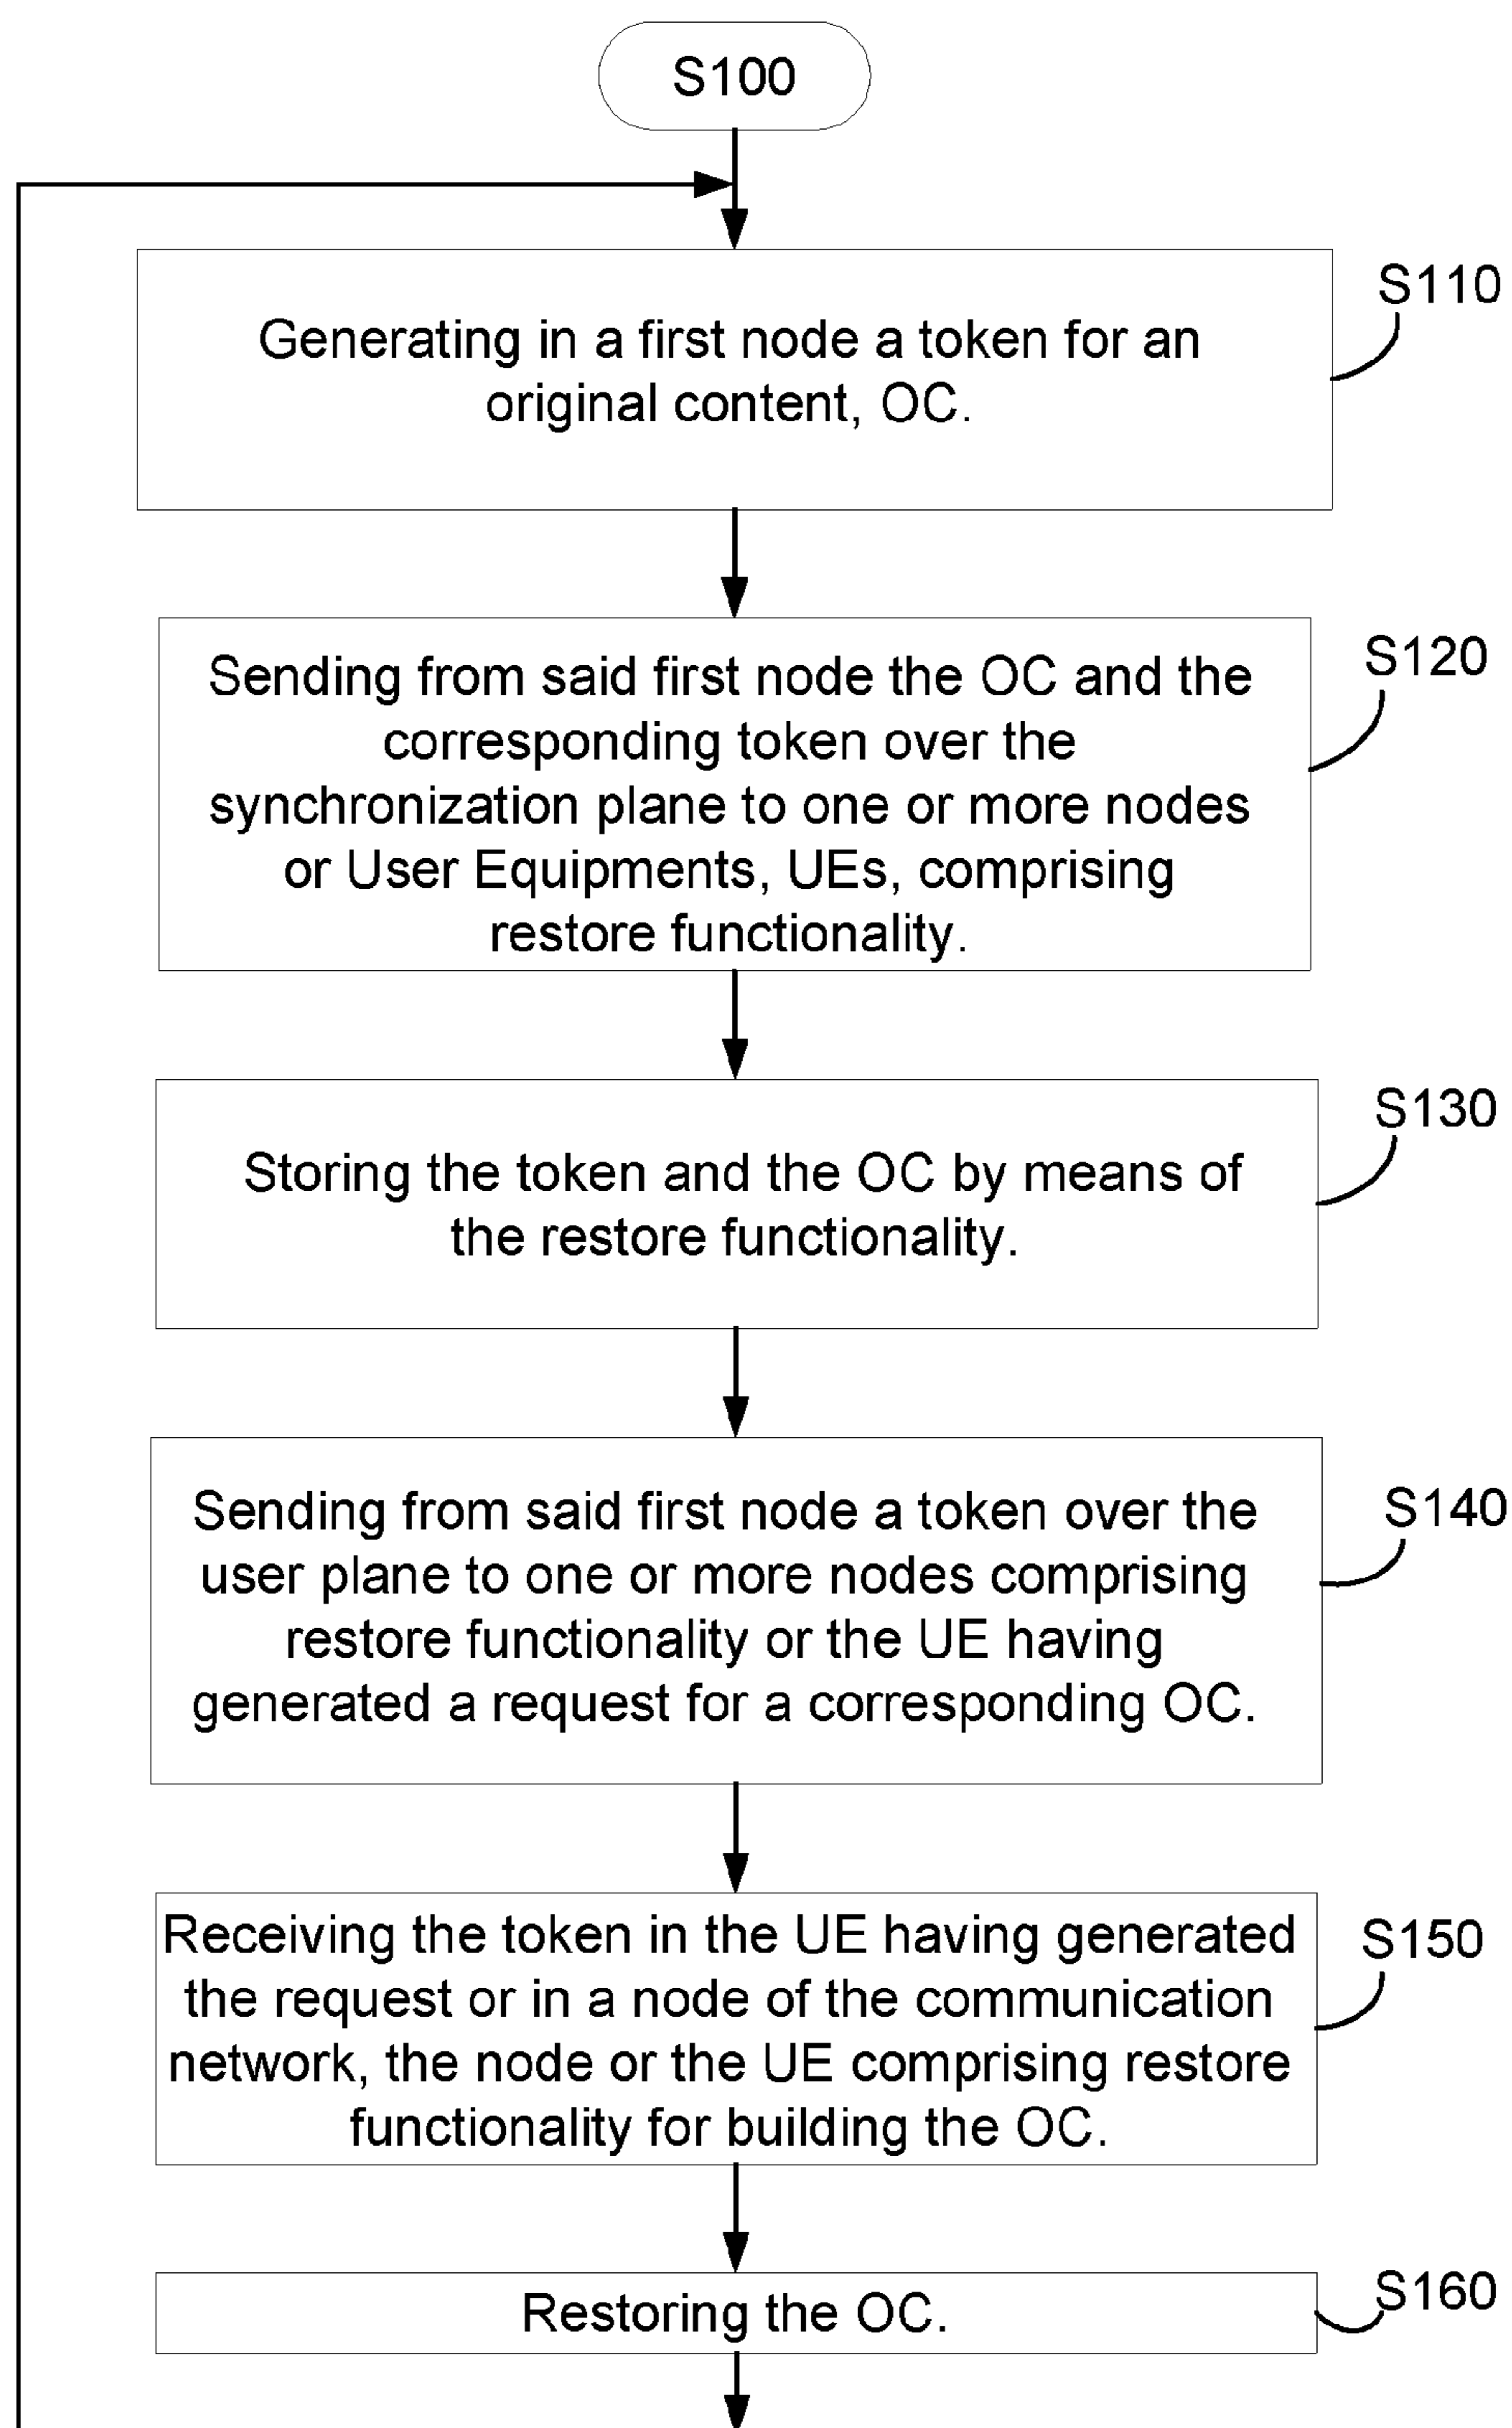 S100
S110
Generating in a first node a token for an
original content, OC.
S120
Sending from said first node the OC and the
corresponding token over the
synchronization plane to one or more nodes
or User Equipments, UEs, comprising
restore functionality.
S130
Storing the token and the OC by means of
the restore functionality.
S140
Sending from said first node a token over the
user plane to one or more nodes comprising
restore functionality or the UE having
generated a request for a corresponding OC.
S150
Receiving the token in the UE having generated
the request or in a node of the communication
network, the node or the UE comprising restore
functionality for building the OC.
S160
Restoring the OC.